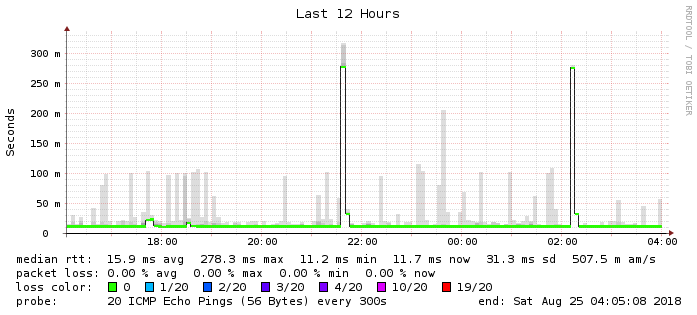 Last 12 Hours
RRDTOOL / TOBI OETIKER
Seconds
300 m
250 m
200 m
150 m
100 m
50 m
0
18:00 20:00 22:00 00:00 02:00 04:00
median rtt: 15.9 ms avg 278.3 ms max 11.2 ms min 11.7 ms now 31.3 ms sd 507.5 m am/s
packet loss: 0.00 % avg 0.00 % max 0.00 % min 0.00 % now
loss color: 0 1/20 2/20 3/20 4/20 10/20 19/20
probe: 20 ICMP Echo Pings (56 Bytes) every 300s end: Sat Aug 25 04:05:08 2018